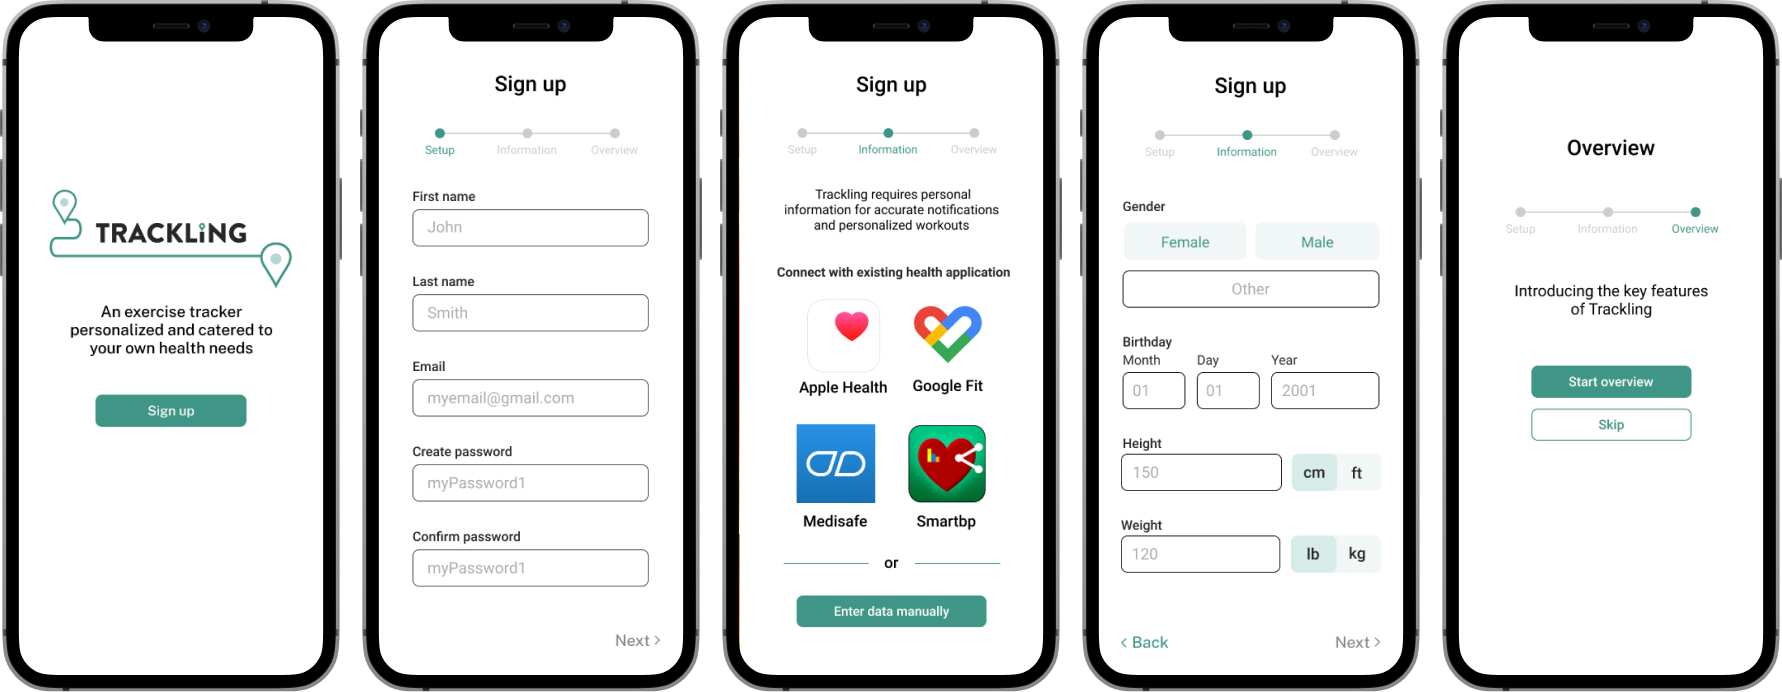 TRACKLiNG
An exercise tracker
personalized and catered to
your own health needs
Sign up
Sign up
Setup Information Overview
First name
John
Last name
Smith
Email
myemail@gmail.com
Create password
myPassword1
Confirm password
myPassword1
Next >
Sign up
Setup Information Overview
Trackling requires personal
information for accurate notifications
and personalized workouts
Connect with existing health application
Apple Health Google Fit
Medisafe Smartbp
or
Enter data manually
Sign up
Setup Information Overview
Gender
Female Male
Other
Birthday
Month Day Year
01 01 2001
Height
150 cm ft
Weight
120 lb kg
< Back Next >
Overview
Setup Information Overview
Introducing the key features
of Trackling
Start overview
Skip